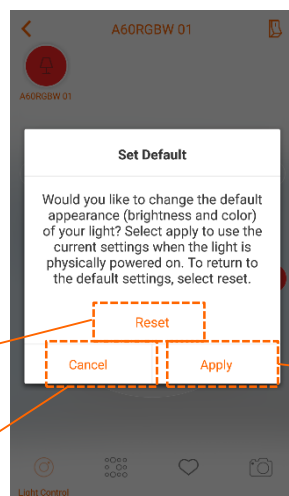 A60RGBW 01
A60RGBW 01
Set Default
Would you like to change the default
appearance (brightness and color)
of your light? Select apply to use the
current settings when the light is
physically powered on. To return to
the default settings, select reset.
Reset
Cancel
Apply
Light Control